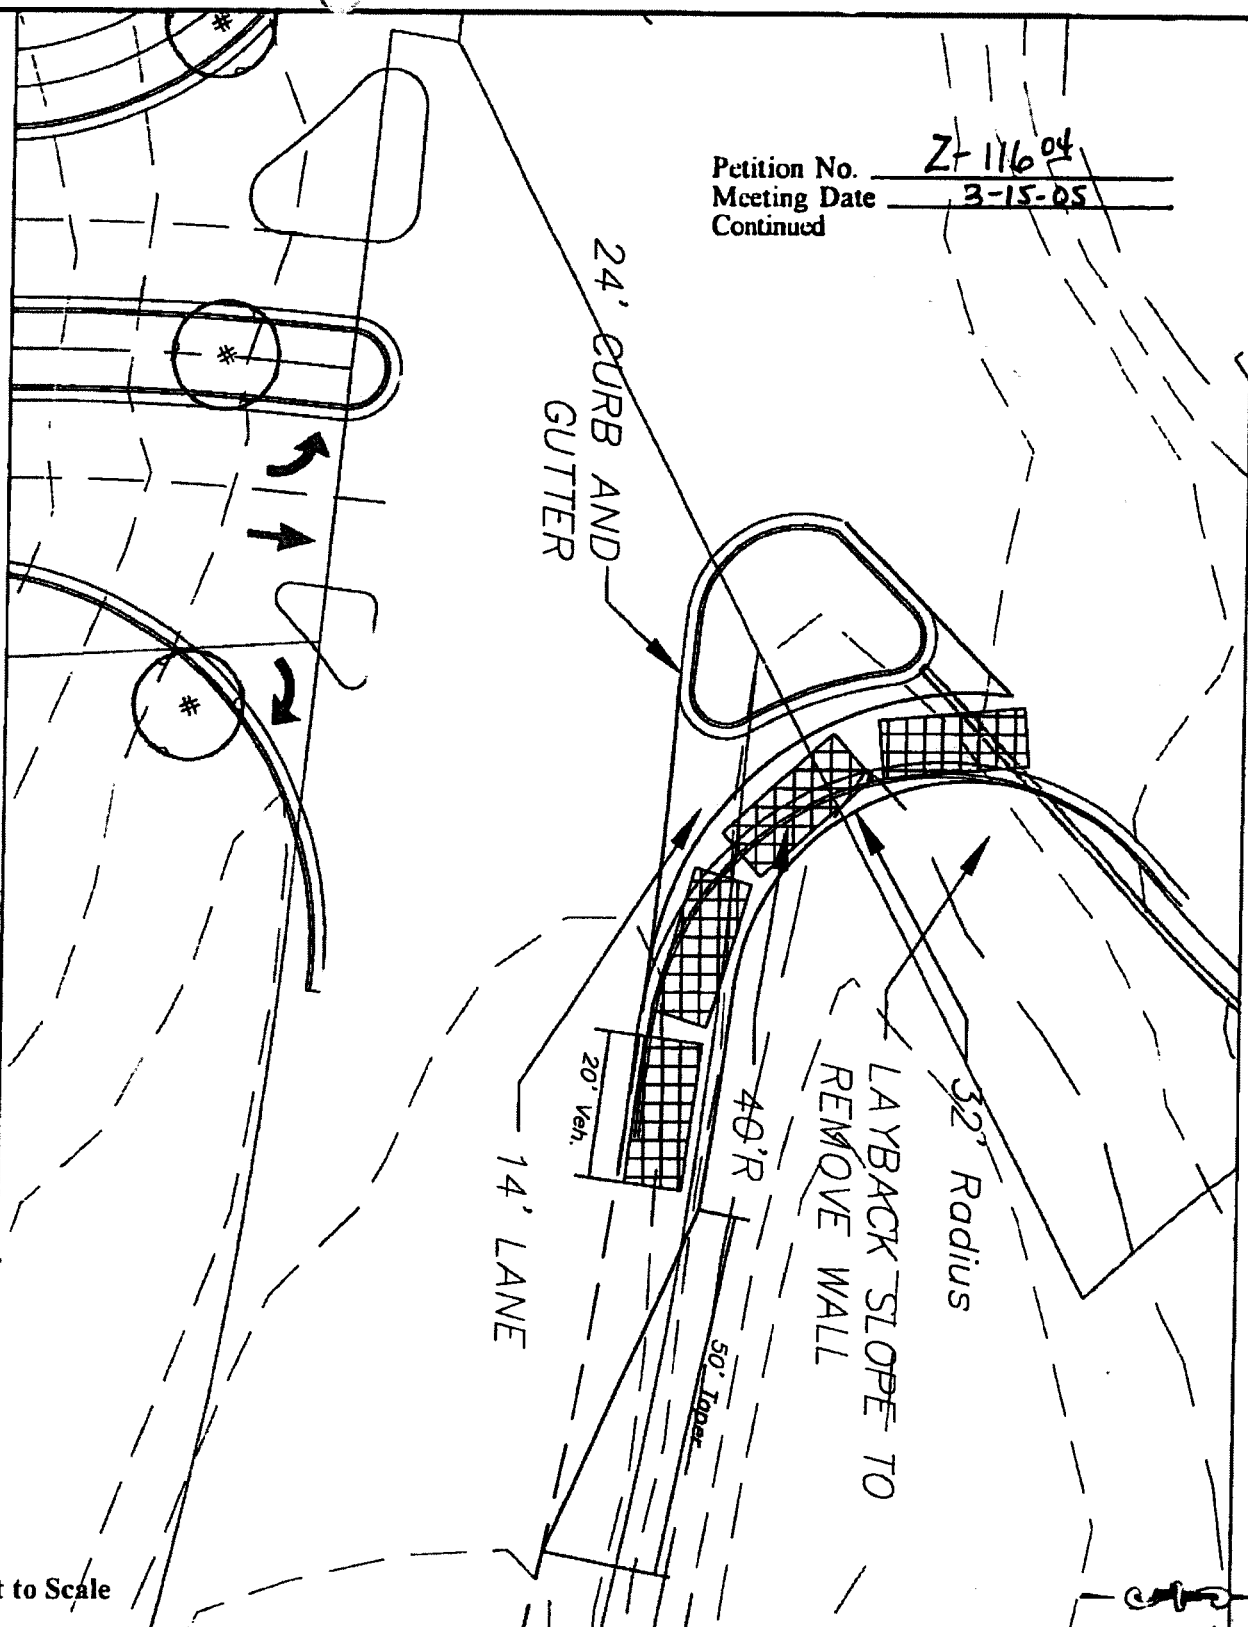 Petition No. Z-116 04
Meeting Date 3-15-05
Continued
24' CURB AND
GUTTER
32' Radius
LAYBACK SLOPE TO
REMOVE WALL
40'R
20' Veh.
14' LANE
50' Taper
to Scale